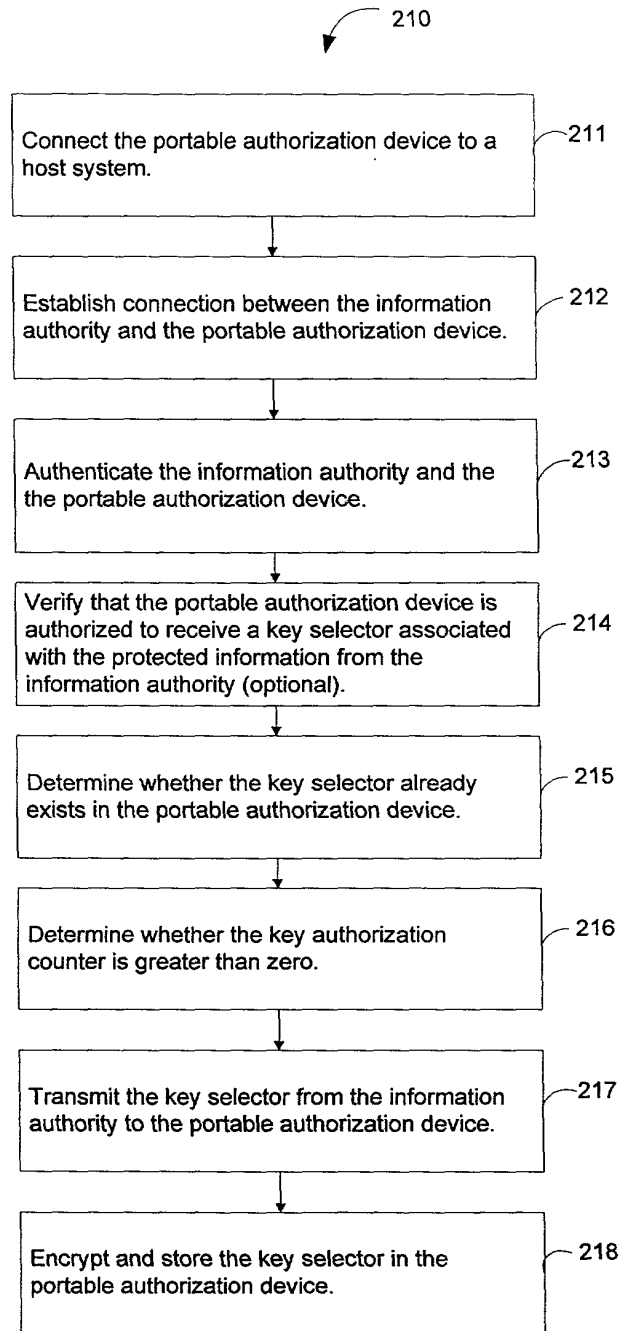 210
Connect the portable authorization device to a
host system.
211
Establish connection between the information
authority and the portable authorization device.
212
Authenticate the information authority and the
the portable authorization device.
213
Verify that the portable authorization device is
authorized to receive a key selector associated
with the protected information from the
information authority (optional).
214
Determine whether the key selector already
exists in the portable authorization device.
215
Determine whether the key authorization
counter is greater than zero.
216
Transmit the key selector from the information
authority to the portable authorization device.
217
Encrypt and store the key selector in the
portable authorization device.
218